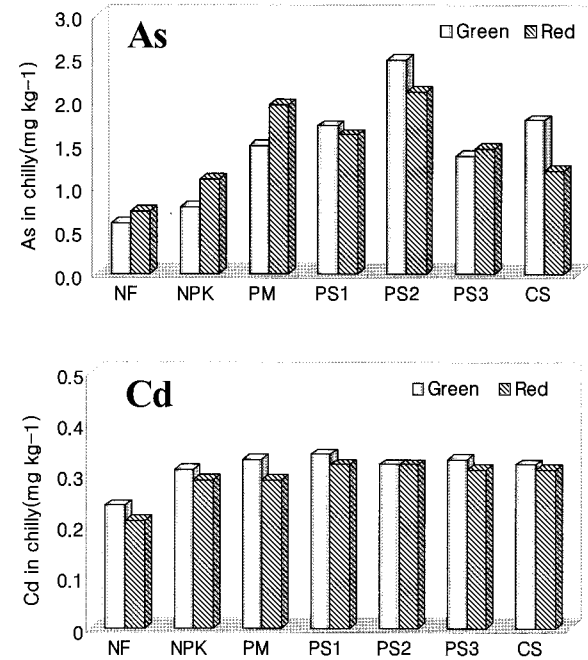 As
Green Red
As in chilly(mg kg-1)
3.0
2.5
2.0
1.5
1.0
0.5
0.0
NF NPK PM PS1 PS2 PS3 CS
Cd
Green Red
Cd in chilly(mg kg-1)
0.5
0.4
0.3
0.2
0.1
0
NF NPK PM PS1 PS2 PS3 CS